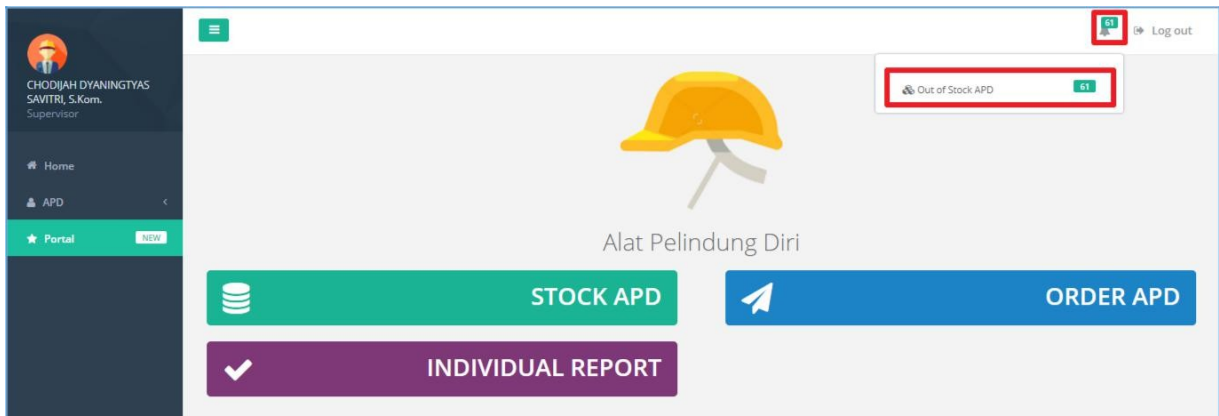 CHODIJAH DYANINGTYAS
SAVITRI, S.Kom.
Supervisor
Home
APD
Portal NEW
61
Log out
Out of Stock APD 61
Alat Pelindung Diri
STOCK APD
ORDER APD
INDIVIDUAL REPORT